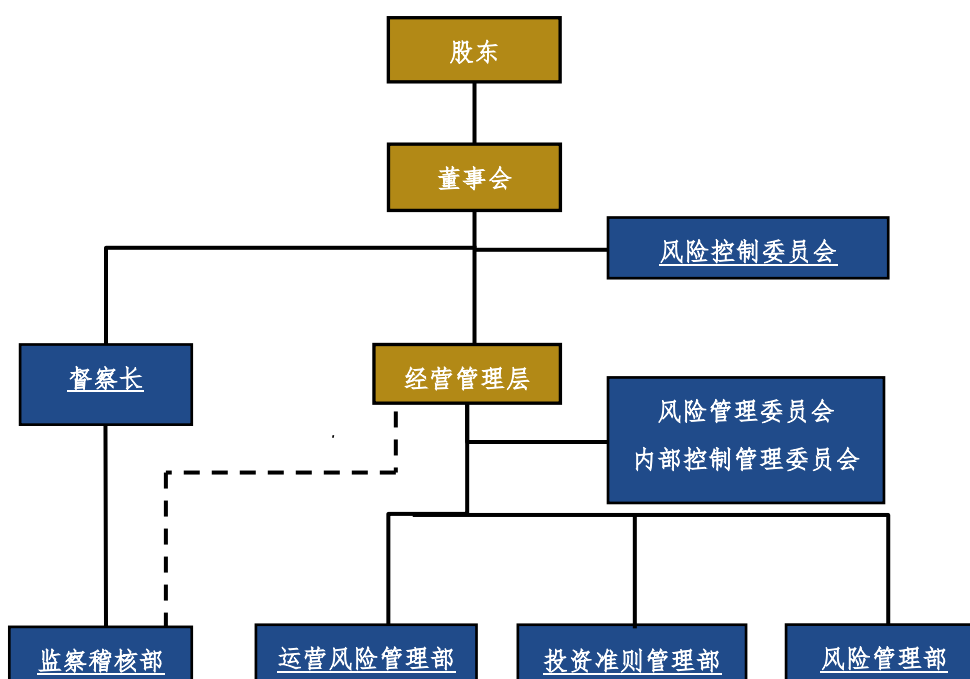 股东
董事会
风险控制委员会
督察长
经营管理层
风险管理委员会
内部控制管理委员会
监察稽核部
运营风险管理部
投资准则管理部
风险管理部